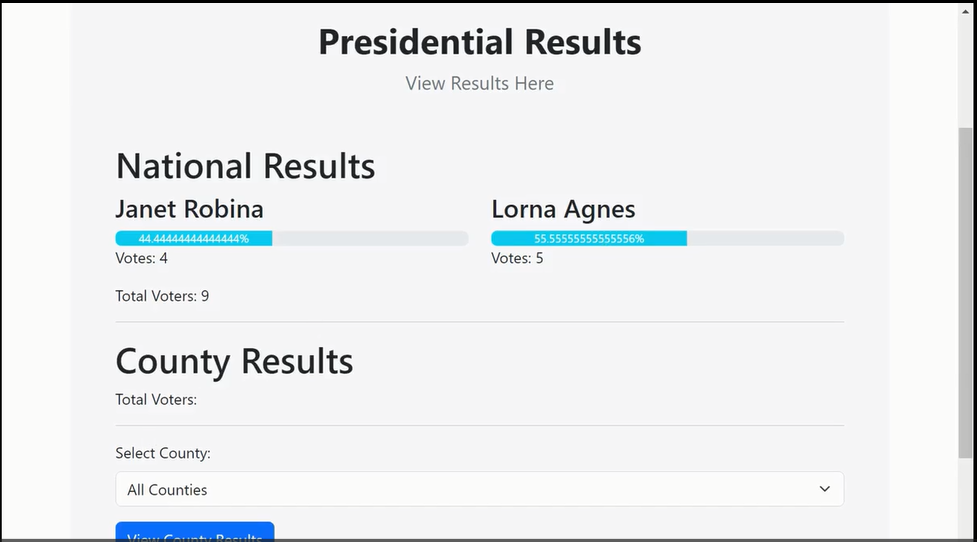 Presidential Results
View Results Here
National Results
Janet Robina
44.44444444444444%
Votes: 4
Lorna Agnes
55.55555555555556%
Votes: 5
Total Voters: 9
County Results
Total Voters:
Select County:
All Counties
View County Results